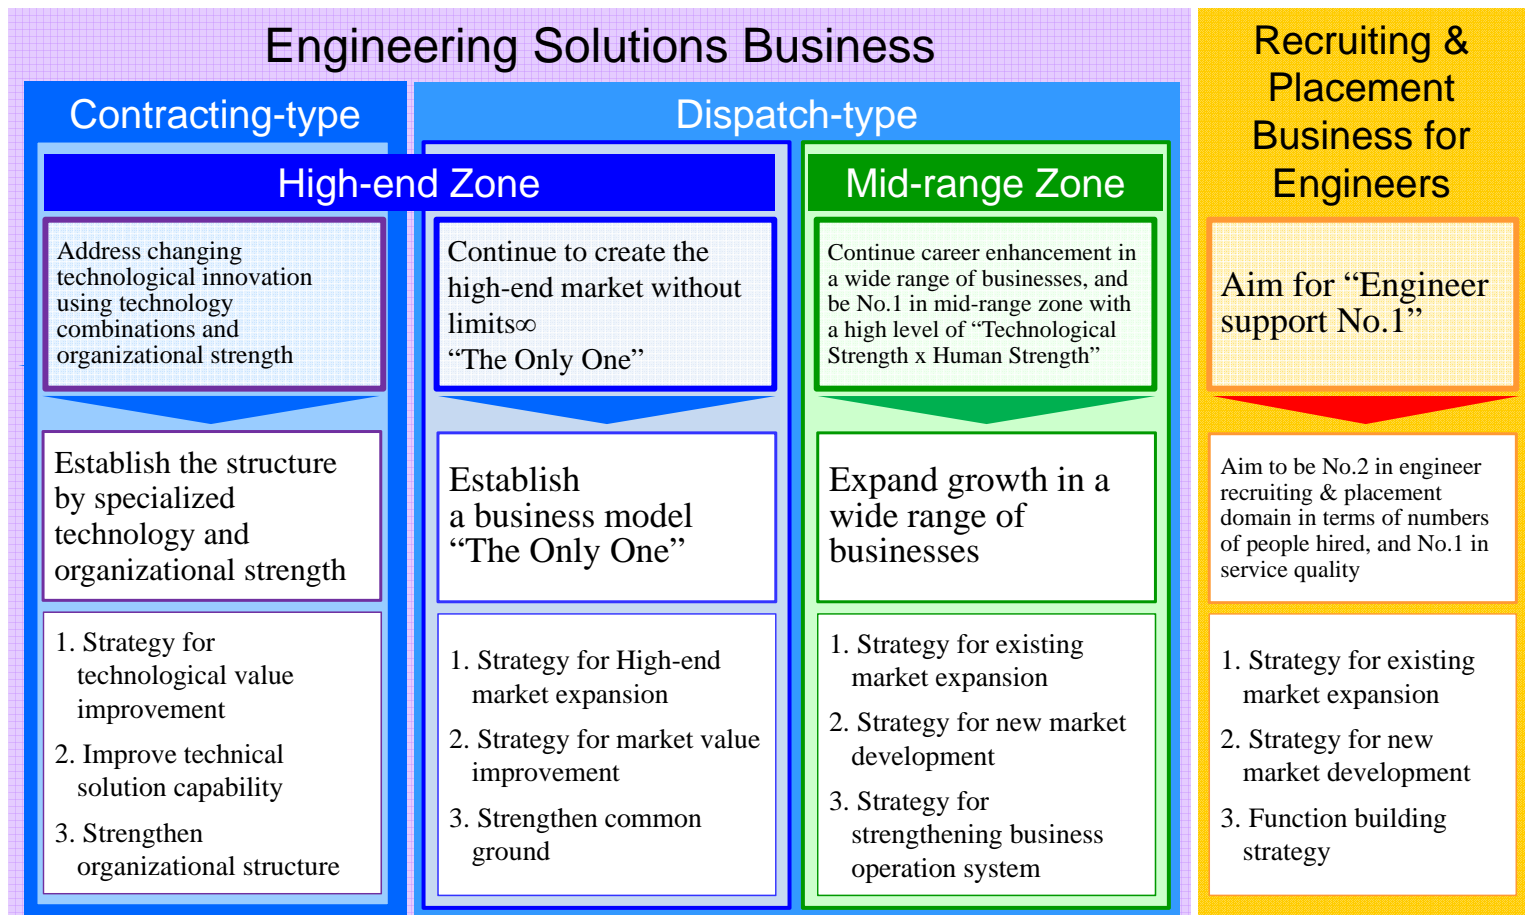 Engineering Solutions Business
Contracting-type
Dispatch-type
High-end Zone
Mid-range Zone
Address changing
technological innovation
using technology
combinations and
organizational strength
Establish the structure
by specialized
technology and
organizational strength
1. Strategy for
technological value
improvement
2. Improve technical
solution capability
3. Strengthen
organizational structure
Continue to create the
high-end market without
limits∞
“The Only One”
Establish
a business model
“The Only One”
1. Strategy for High-end
market expansion
2. Strategy for market value
improvement
3. Strengthen common
ground
Continue career enhancement in
a wide range of businesses, and
be No.1 in mid-range zone with
a high level of “Technological
Strength x Human Strength”
Expand growth in a
wide range of
businesses
1. Strategy for existing
market expansion
2. Strategy for new market
development
3. Strategy for
strengthening business
operation system
Recruiting &
Placement
Business for
Engineers
Aim for “Engineer
support No.1”
Aim to be No.2 in engineer
recruiting & placement
domain in terms of numbers
of people hired, and No.1 in
service quality
1. Strategy for existing
market expansion
2. Strategy for new
market development
3. Function building
strategy